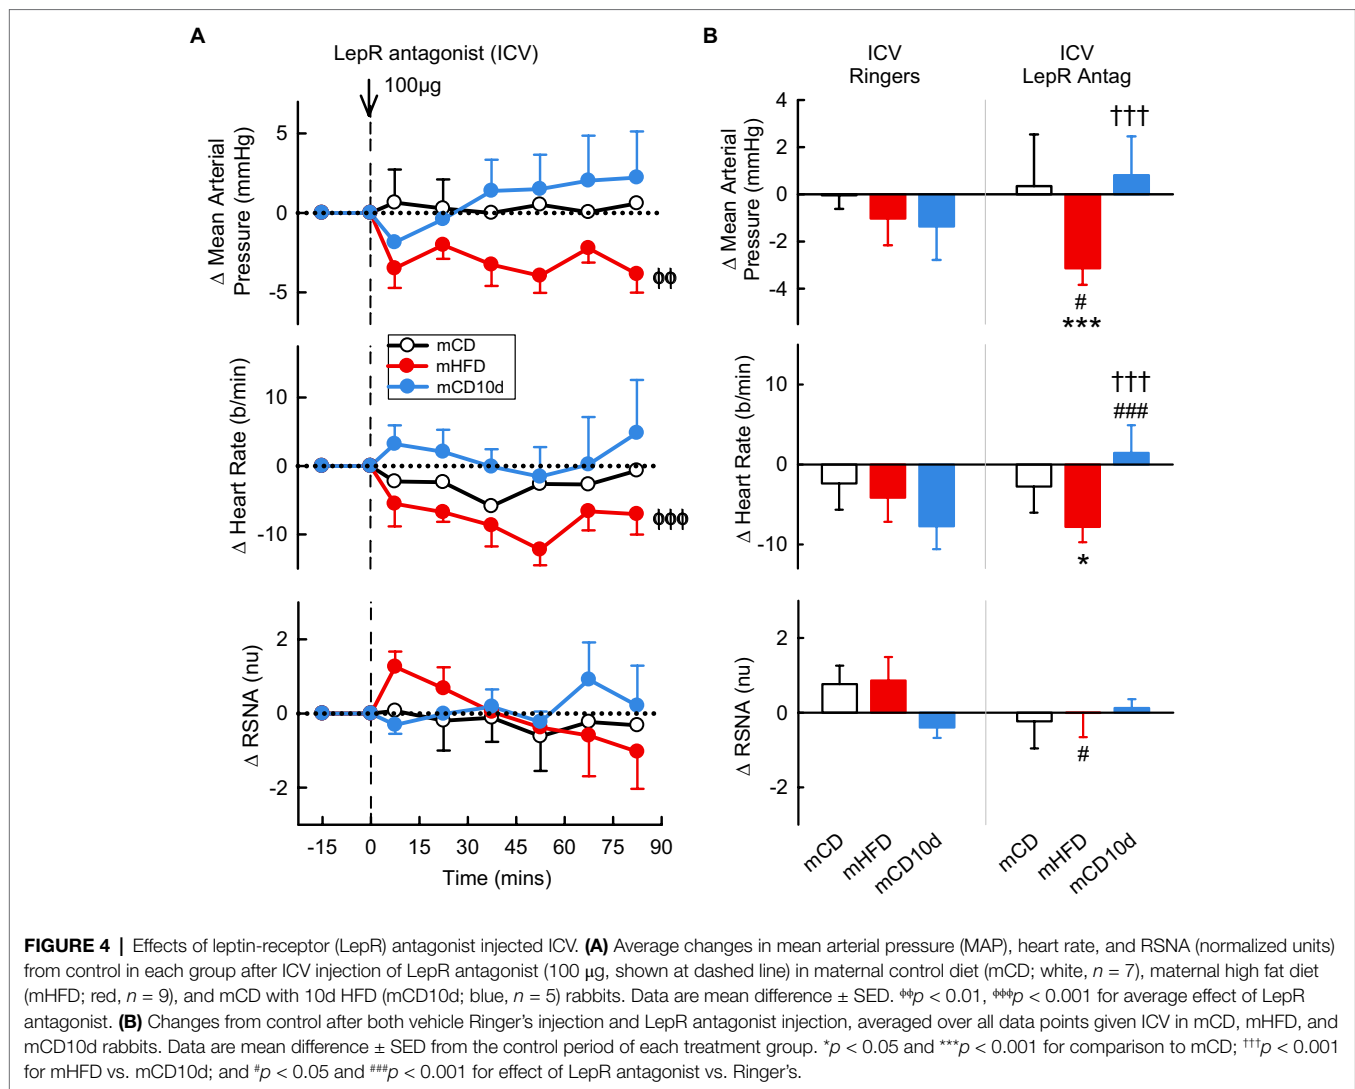 A
LepR antagonist (ICV)
100µg
Δ Mean Arterial
Pressure (mmHg)
5
0
-5
ϕϕ
mCD
mHFD
mCD10d
Δ Heart Rate (b/min)
10
0
-10
ϕϕϕ
Δ RSNA (nu)
2
0
-2
-15 0 15 30 45 60 75 90
Time (mins)
B
ICV
Ringers
ICV
LepR Antag
Δ Mean Arterial
Pressure (mmHg)
4
2
0
-2
-4
†††
#
***
Δ Heart Rate (b/min)
10
0
-10
†††
###
*
Δ RSNA (nu)
2
0
-2
#
mCD mHFD mCD10d mCD mHFD mCD10d
FIGURE 4 | Effects of leptin-receptor (LepR) antagonist injected ICV. (A) Average changes in mean arterial pressure (MAP), heart rate, and RSNA (normalized units)
from control in each group after ICV injection of LepR antagonist (100 µg, shown at dashed line) in maternal control diet (mCD; white, n = 7), maternal high fat diet
(mHFD; red, n = 9), and mCD with 10d HFD (mCD10d; blue, n = 5) rabbits. Data are mean difference ± SED. ϕϕp < 0.01, ϕϕϕp < 0.001 for average effect of LepR
antagonist. (B) Changes from control after both vehicle Ringer's injection and LepR antagonist injection, averaged over all data points given ICV in mCD, mHFD, and
mCD10d rabbits. Data are mean difference ± SED from the control period of each treatment group. *p < 0.05 and ***p < 0.001 for comparison to mCD; †††p < 0.001
for mHFD vs. mCD10d; and #p < 0.05 and ###p < 0.001 for effect of LepR antagonist vs. Ringer's.